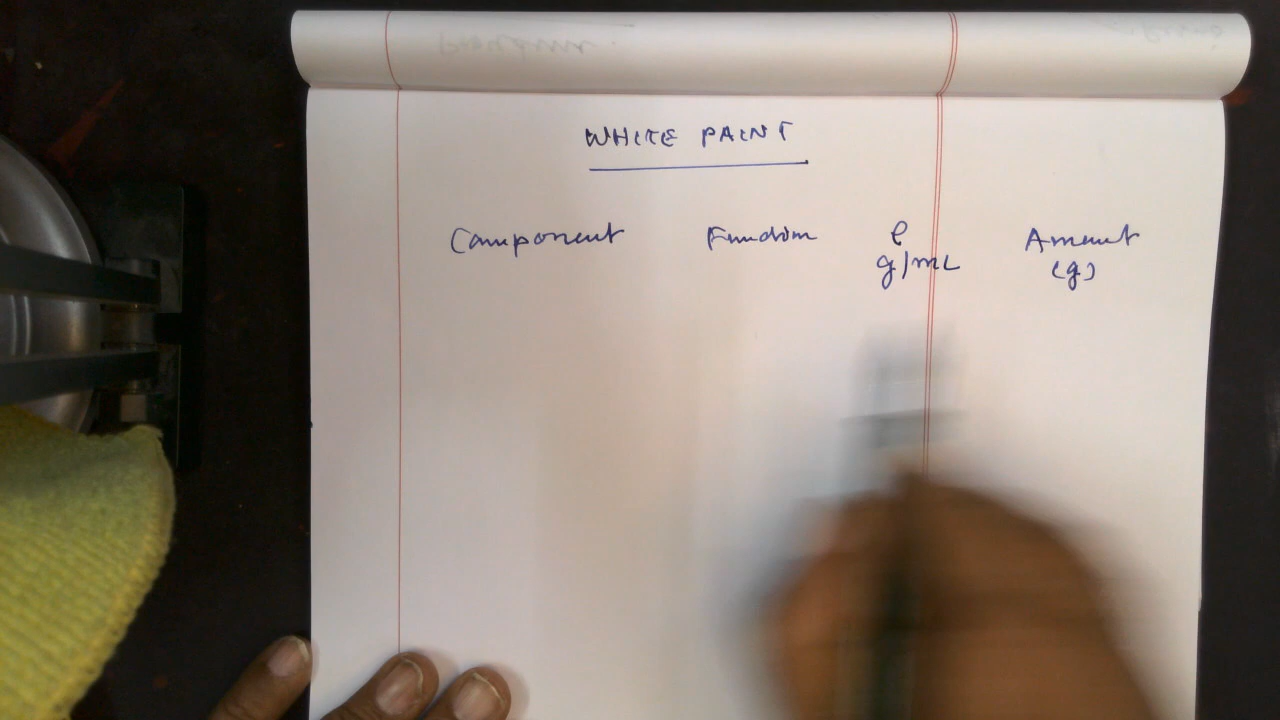 WHITE PAINT
Component Function ρ Amount
g/mL (g)